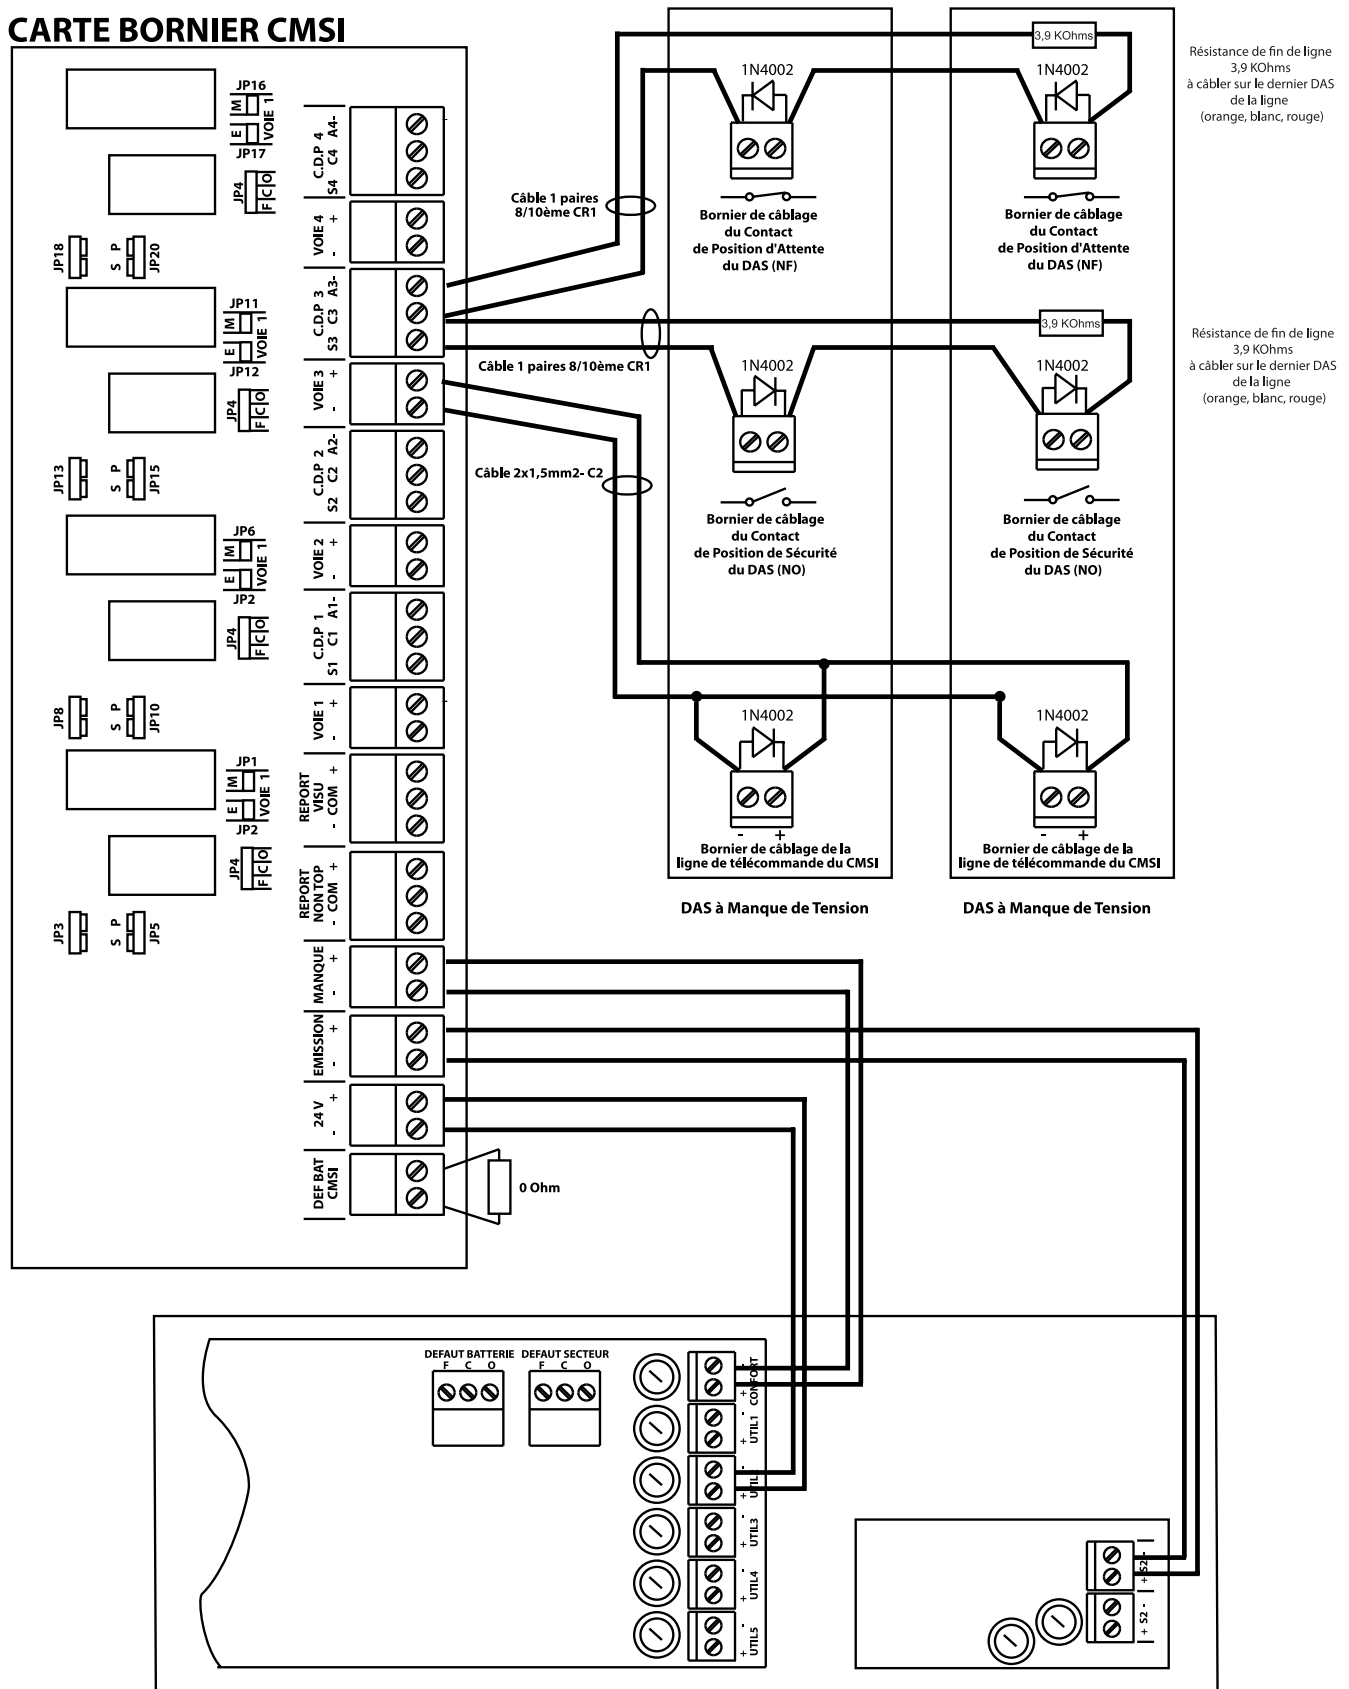 CARTE BORNIER CMSI
JP16
M
E
VOIE 1
JP17
JP4
F C O
JP18
S P
JP20
JP11
M
E
VOIE 1
JP12
JP4
F C O
JP13
S P
JP15
JP6
M
E
VOIE 1
JP2
JP4
F C O
JP8
S P
JP10
JP1
M
E
VOIE 1
JP2
JP4
F C O
JP3
S P
JP5
C.D.P 4
S4 C4 A4-
VOIE 4
- +
C.D.P 3
S3 C3 A3-
VOIE 3
- +
C.D.P 2
S2 C2 A2-
VOIE 2
- +
C.D.P 1
S1 C1 A1-
VOIE 1
- +
REPORT
VISU
- COM +
REPORT
NON TOP
- COM +
MANQUE
- +
EMISSION
- +
24 V
- +
DEF BAT
CMSI
0 Ohm
Câble 1 paires
8/10ème CR1
Câble 1 paires 8/10ème CR1
Câble 2x1,5mm2- C2
1N4002
Bornier de câblage
du Contact
de Position d'Attente
du DAS (NF)
1N4002
Bornier de câblage
du Contact
de Position de Sécurité
du DAS (NO)
1N4002
- +
Bornier de câblage de la
ligne de télécommande du CMSI
DAS à Manque de Tension
3,9 KOhms
1N4002
Bornier de câblage
du Contact
de Position d'Attente
du DAS (NF)
3,9 KOhms
1N4002
Bornier de câblage
du Contact
de Position de Sécurité
du DAS (NO)
1N4002
- +
Bornier de câblage de la
ligne de télécommande du CMSI
DAS à Manque de Tension
Résistance de fin de ligne
3,9 KOhms
à câbler sur le dernier DAS
de la ligne
(orange, blanc, rouge)
Résistance de fin de ligne
3,9 KOhms
à câbler sur le dernier DAS
de la ligne
(orange, blanc, rouge)
DEFAUT BATTERIE
F C O
DEFAUT SECTEUR
F C O
+ -
CONFORT
+ -
UTIL1
+ -
+ -
UTIL3
+ -
UTIL4
+ -
UTIL5
+ S2 -
+ S2 -